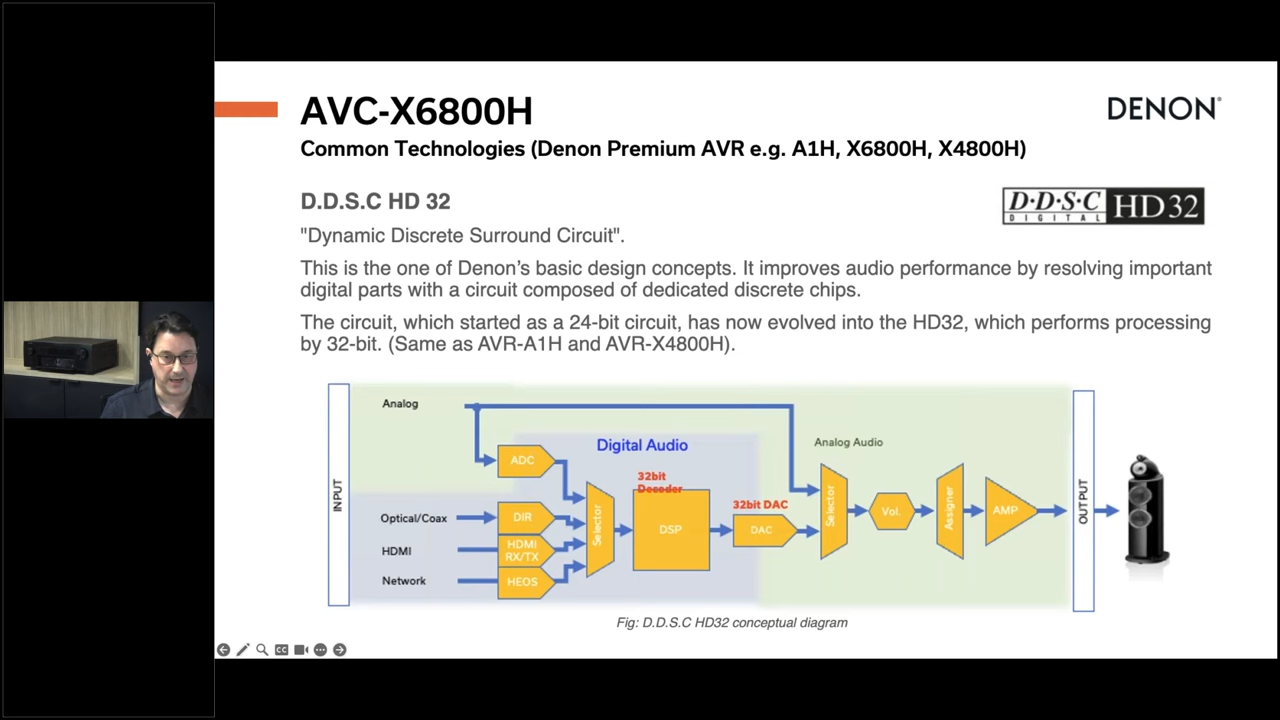 AVC-X6800H
DENON®
Common Technologies (Denon Premium AVR e.g. A1H, X6800H, X4800H)
D.D.S.C HD 32
D·D·S·C HD32
DIGITAL
"Dynamic Discrete Surround Circuit".
This is the one of Denon’s basic design concepts. It improves audio performance by resolving important
digital parts with a circuit composed of dedicated discrete chips.
The circuit, which started as a 24-bit circuit, has now evolved into the HD32, which performs processing
by 32-bit. (Same as AVR-A1H and AVR-X4800H).
INPUT
Analog
ADC
Digital Audio
Analog Audio
32bit
Decoder
32bit DAC
Optical/Coax
DIR
HDMI
HDMI
RX/TX
Network
HEOS
Selector
DSP
DAC
Selector
Vol.
Assigner
AMP
OUTPUT
Fig: D.D.S.C HD32 conceptual diagram
CC